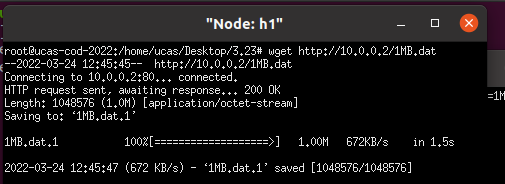 "Node: h1"
root@ucas-cod-2022:/home/ucas/Desktop/3.23# wget http://10.0.0.2/1MB.dat
--2022-03-24 12:45:45--  http://10.0.0.2/1MB.dat
Connecting to 10.0.0.2:80... connected.
HTTP request sent, awaiting response... 200 OK
Length: 1048576 (1.0M) [application/octet-stream]
Saving to: ‘1MB.dat.1’
1MB.dat.1 100%[===================>] 1.00M 672KB/s in 1.5s
2022-03-24 12:45:47 (672 KB/s) - ‘1MB.dat.1’ saved [1048576/1048576]